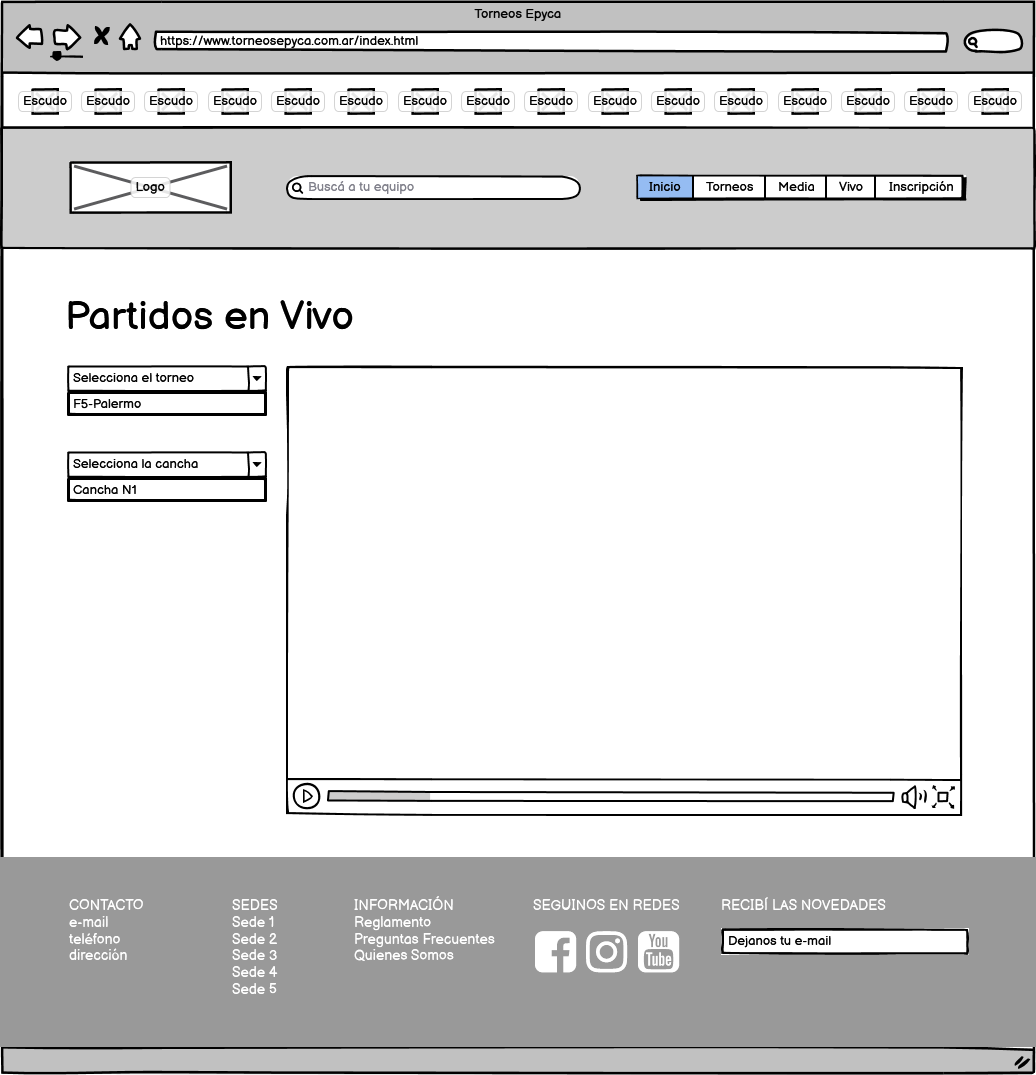 Torneos Epyca
https://www.torneosepyca.com.ar/index.html
Escudo Escudo Escudo Escudo Escudo Escudo Escudo Escudo Escudo Escudo Escudo Escudo Escudo Escudo Escudo Escudo
Logo
Buscá a tu equipo
Inicio Torneos Media Vivo Inscripción
Partidos en Vivo
Selecciona el torneo
F5-Palermo
Selecciona la cancha
Cancha N1
CONTACTO
e-mail
teléfono
dirección
SEDES
Sede 1
Sede 2
Sede 3
Sede 4
Sede 5
INFORMACIÓN
Reglamento
Preguntas Frecuentes
Quienes Somos
SEGUINOS EN REDES
You
Tube
RECIBÍ LAS NOVEDADES
Dejanos tu e-mail